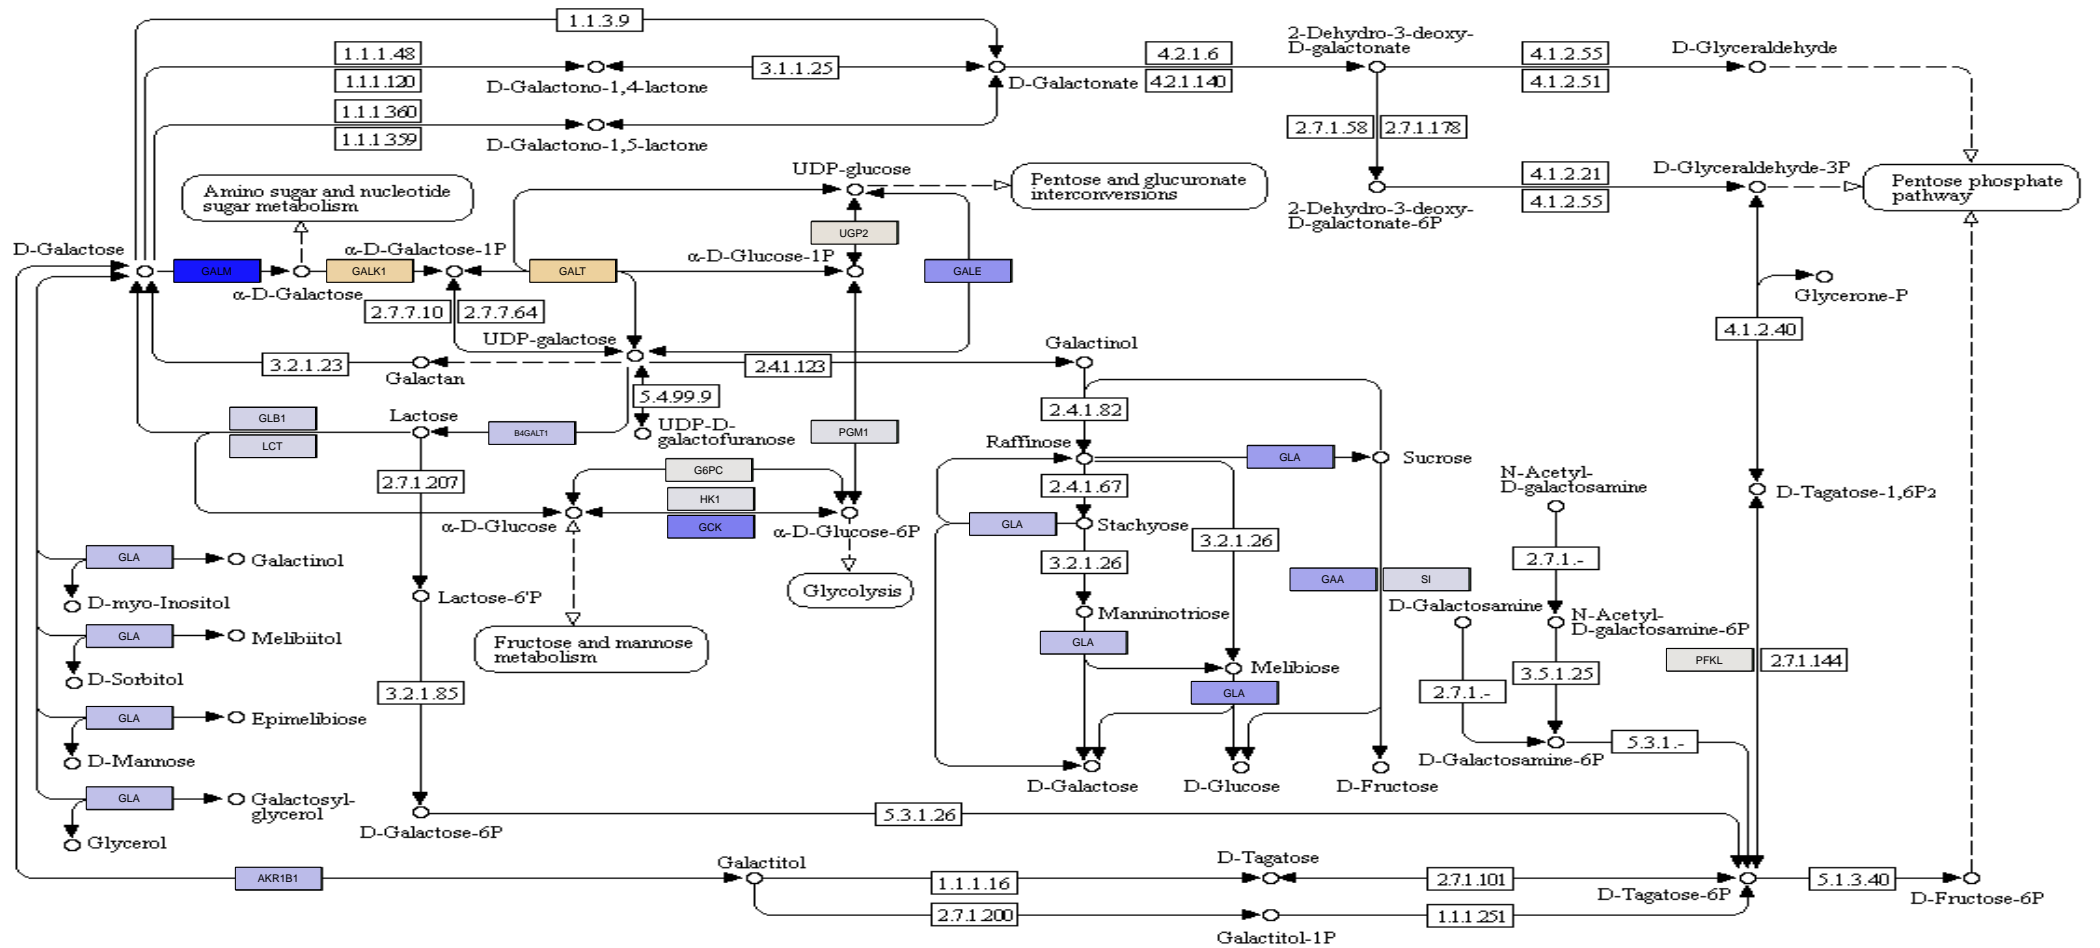 1.1.3.9
2-Dehydro-3-deoxy-
D-galactonate
1.1.1.48
3.1.1.25
4.2.1.6
4.1.2.55
D-Glyceraldehyde
1.1.1.120
D-Galactono-1,4-lactone
D-Galactonate
4.2.1.140
4.1.2.51
1.1.1.360
2.7.1.58
2.7.1.178
1.1.1.359
D-Galactono-1,5-lactone
UDP-glucose
Amino sugar and nucleotide
sugar metabolism
Pentose and glucuronate
interconversions
4.1.2.21
4.1.2.55
D-Glyceraldehyde-3P
Pentose phosphate
pathway
2-Dehydro-3-deoxy-
D-galactonate-6P
UGP2
D-Galactose
α-D-Galactose-1P
α-D-Glucose-1P
GALM
GALK1
GALT
GALE
α-D-Galactose
Glycerone-P
2.7.7.10
2.7.7.64
4.1.2.40
UDP-galactose
Galactinol
3.2.1.23
Galactan
2.4.1.123
5.4.99.9
2.4.1.82
GLB1
LCT
Lactose
B4GALT1
UDP-D-
galactofuranose
PGM1
Raffinose
GLA
Sucrose
G6PC
HK1
GCK
2.7.1.207
2.4.1.67
N-Acetyl-
D-galactosamine
D-Tagatose-1,6P2
α-D-Glucose
α-D-Glucose-6P
GLA
Stachyose
3.2.1.26
3.2.1.26
2.7.1.-
GLA
Galactinol
Glycolysis
GAA
SI
D-myo-Inositol
Lactose-6'P
Manninotriose
D-Galactosamine
N-Acetyl-
D-galactosamine-6P
GLA
Melibiitol
Fructose and mannose
metabolism
GLA
Melibiose
PFKL
2.7.1.144
D-Sorbitol
3.2.1.85
GLA
2.7.1.-
3.5.1.25
GLA
Epimelibiose
D-Mannose
5.3.1.-
D-Galactosamine-6P
D-Galactose
D-Glucose
D-Fructose
GLA
Galactosyl-
glycerol
Glycerol
D-Galactose-6P
5.3.1.26
AKR1B1
Galactitol
D-Tagatose
1.1.1.16
2.7.1.101
D-Tagatose-6P
5.1.3.40
D-Fructose-6P
2.7.1.200
1.1.1.251
Galactitol-1P